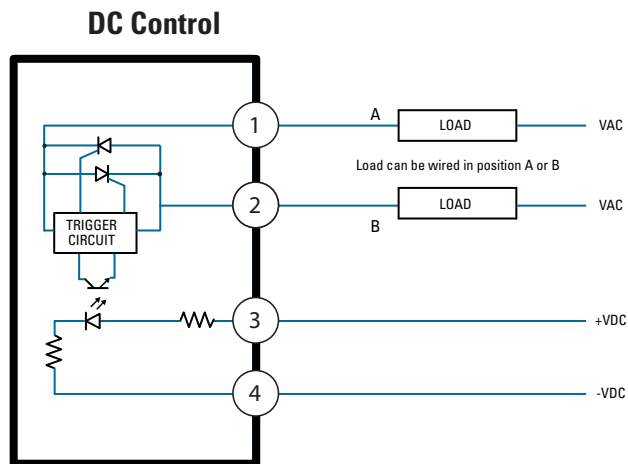 DC Control
1
A
LOAD
VAC
Load can be wired in position A or B
2
B
LOAD
VAC
TRIGGER
CIRCUIT
3
+VDC
4
-VDC